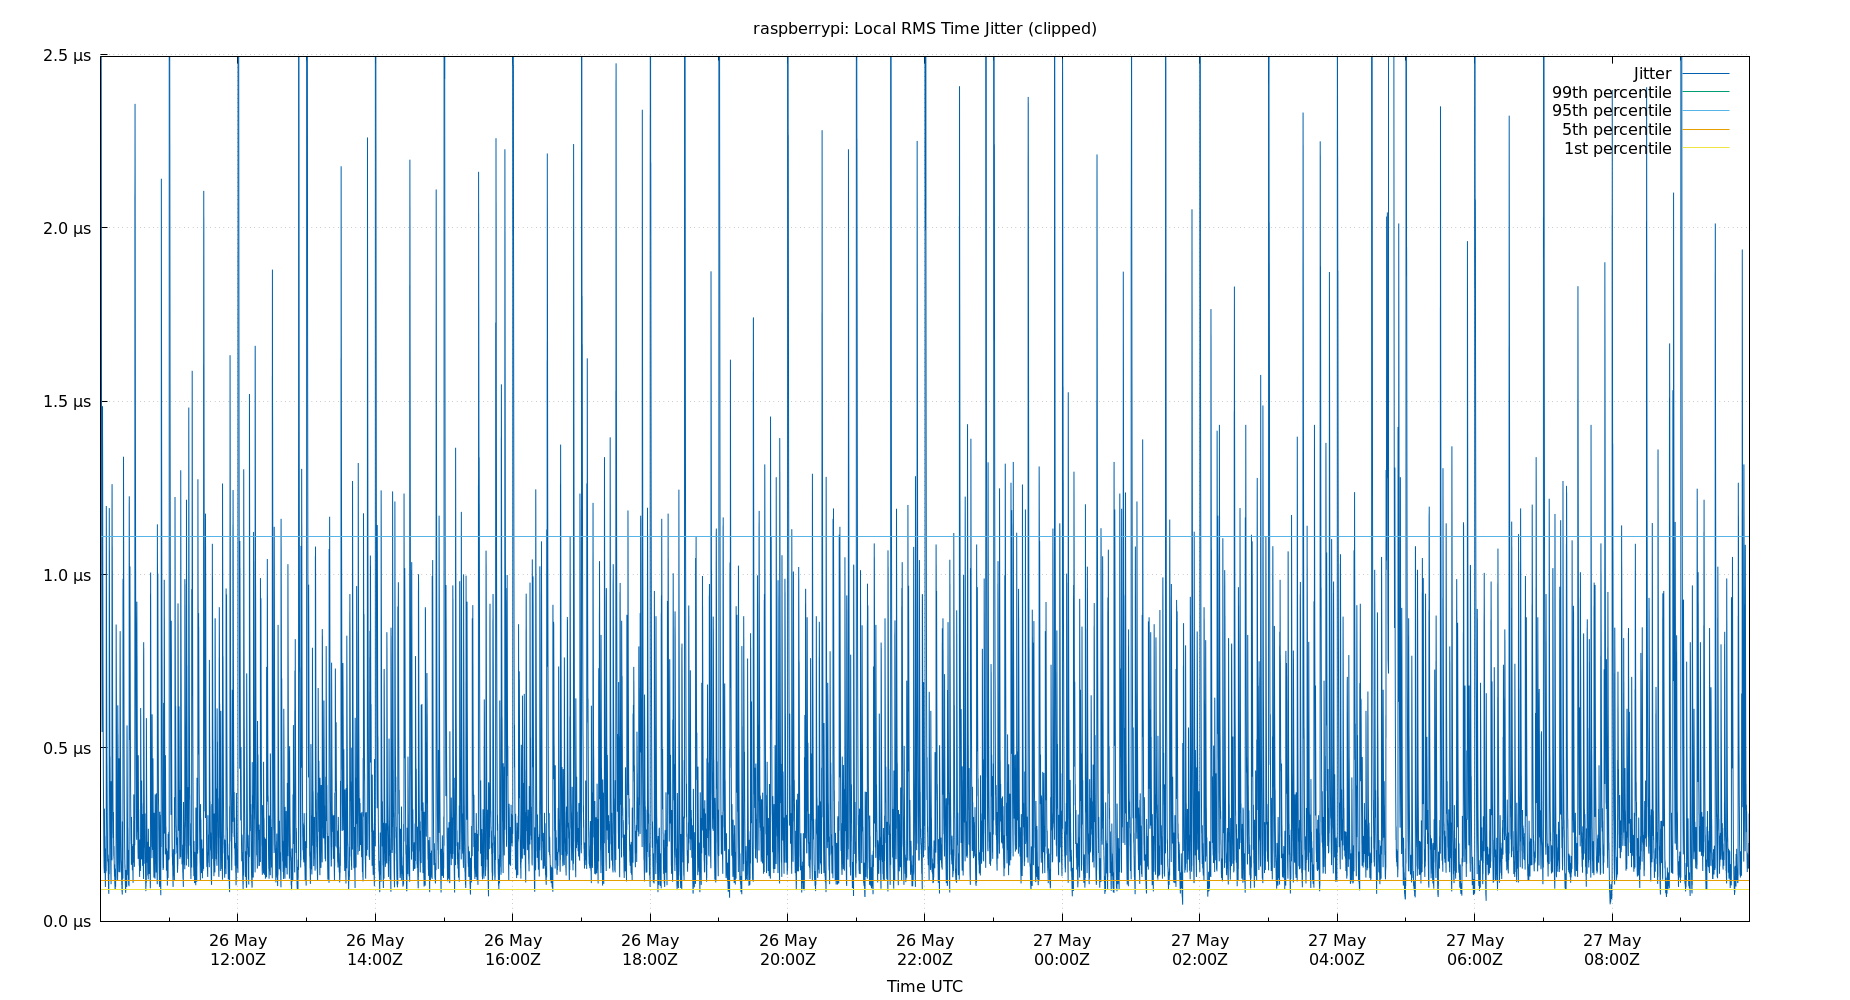 raspberrypi: Local RMS Time Jitter (clipped)
2.5 µs
2.0 µs
1.5 µs
1.0 µs
0.5 µs
0.0 µs
Jitter
99th percentile
95th percentile
5th percentile
1st percentile
26 May
12:00Z
26 May
14:00Z
26 May
16:00Z
26 May
18:00Z
26 May
20:00Z
26 May
22:00Z
27 May
00:00Z
27 May
02:00Z
27 May
04:00Z
27 May
06:00Z
27 May
08:00Z
Time UTC